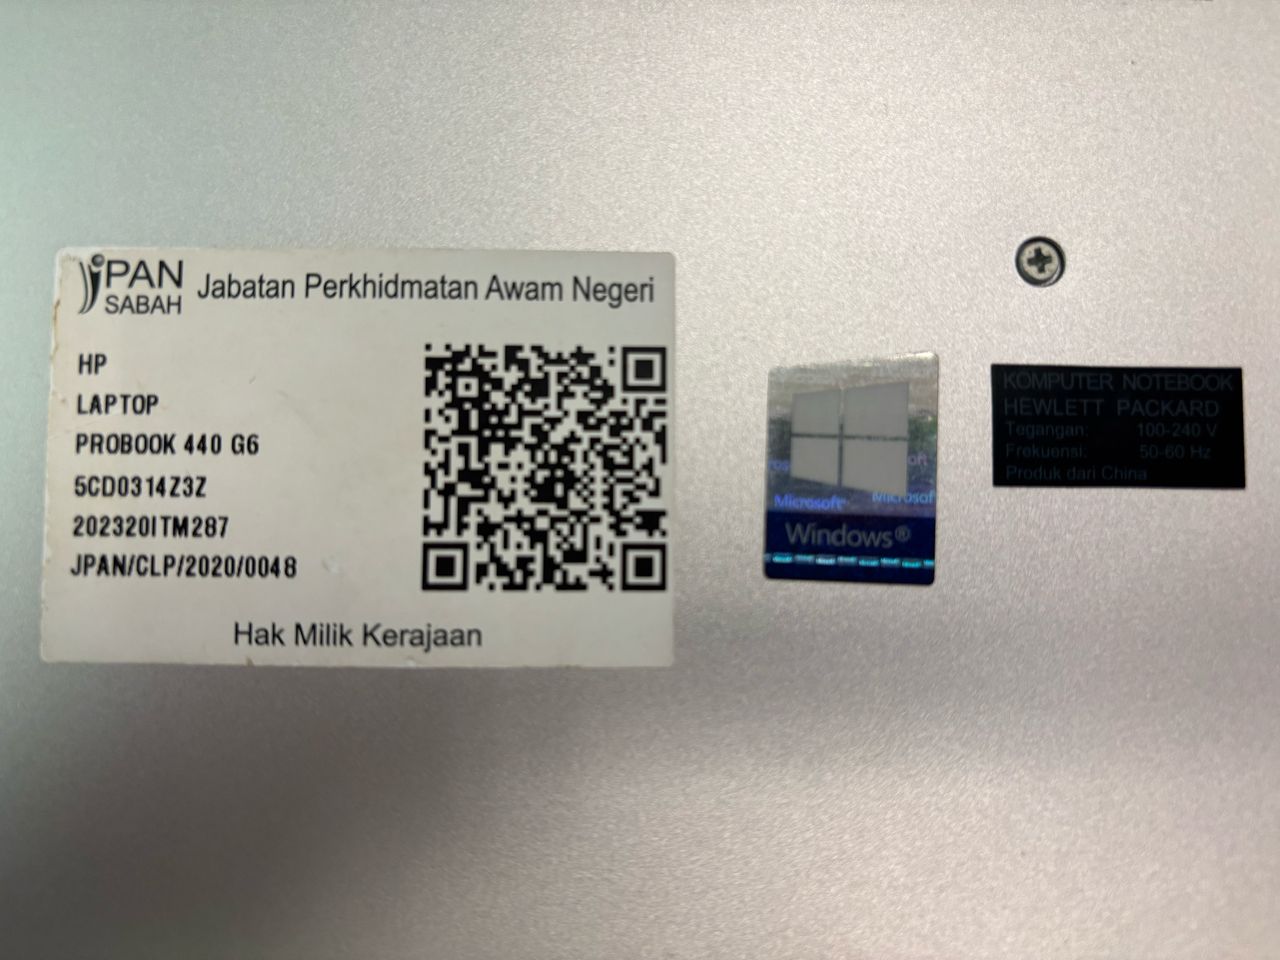 JPAN
SABAH
Jabatan Perkhidmatan Awam Negeri
HP
LAPTOP
PROBOOK 440 G6
5CD0314Z3Z
202320ITM287
JPAN/CLP/2020/0048
Hak Milik Kerajaan
Microsoft Microsoft
Windows®
KOMPUTER NOTEBOOK
HEWLETT PACKARD
Tegangan: 100-240 V
Frekuensi: 50-60 Hz
Produk dari China